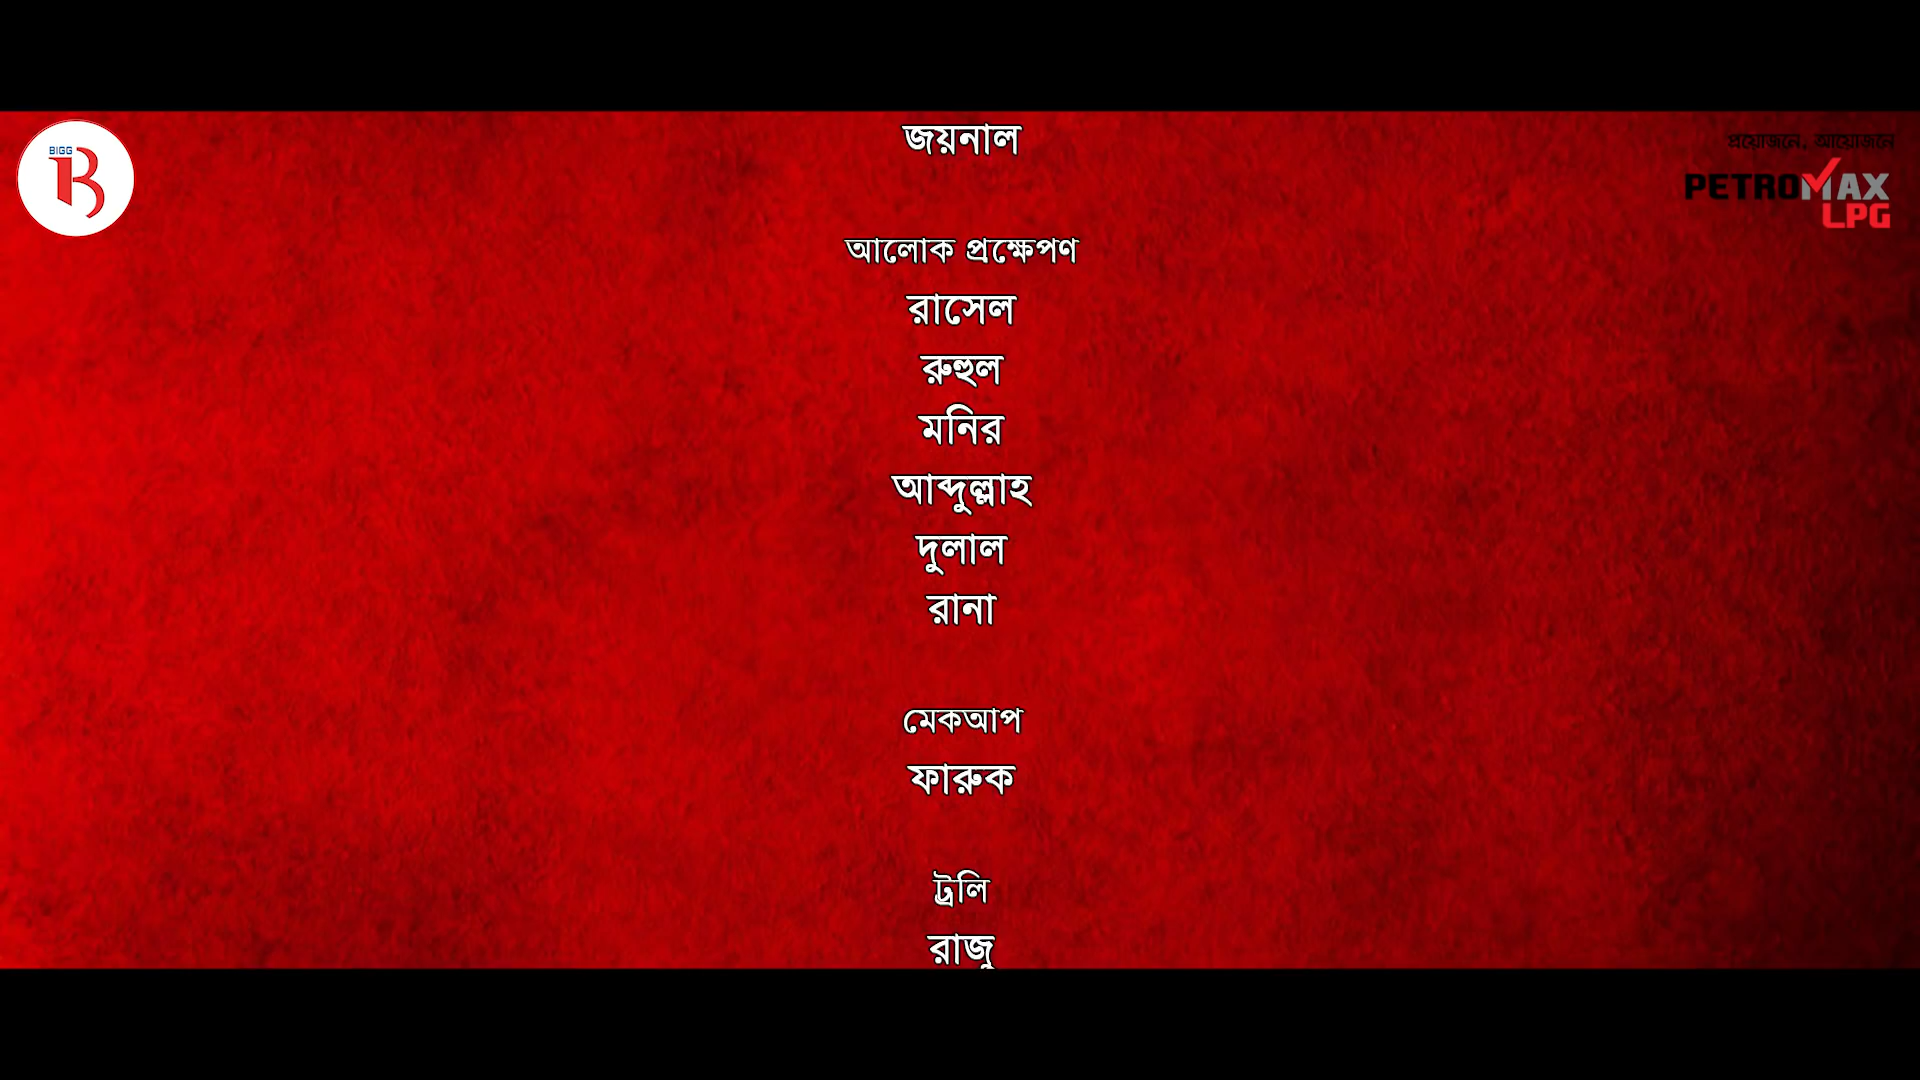 BIGG
B
জয়নাল
প্রয়োজনে, আয়োজনে
PETROMAX
LPG
আলোক প্রক্ষেপণ
রাসেল
রুহুল
মনির
আব্দুল্লাহ
দুলাল
রানা
মেকআপ
ফারুক
ট্রলি
রাজু